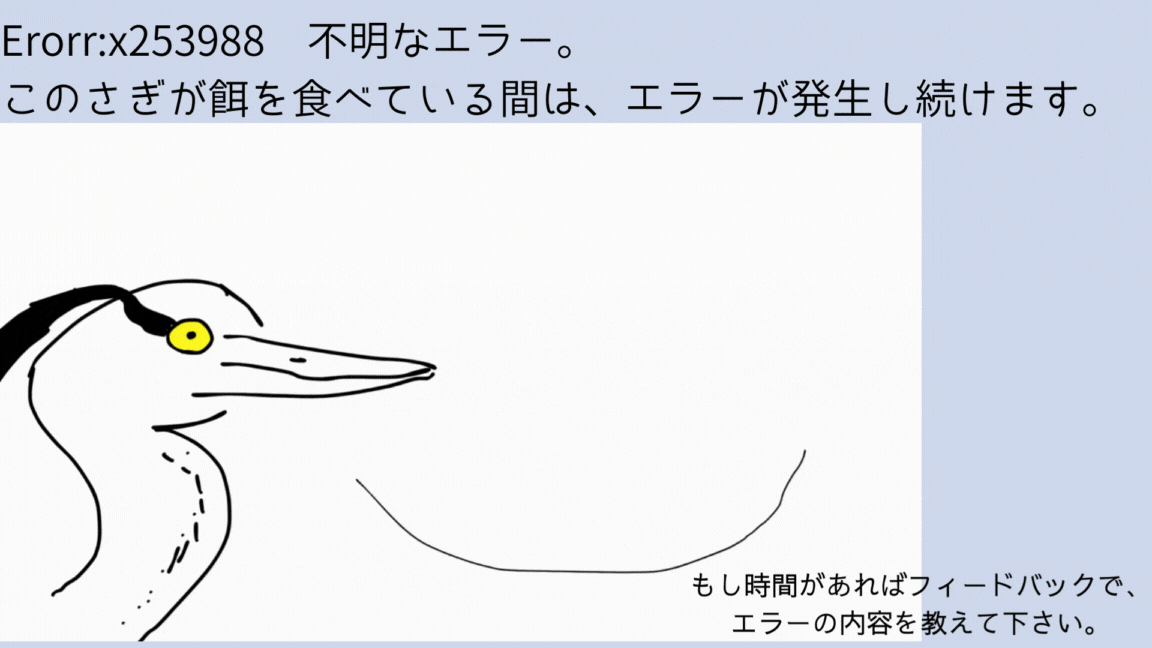 Erorr:x253988　不明なエラー。
このさぎが餌を食べている間は、エラーが発生し続けます。
もし時間があればフィードバックで、
エラーの内容を教えて下さい。